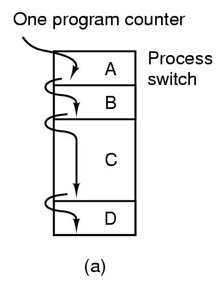 One program counter
Process
switch
A
B
C
D
(a)